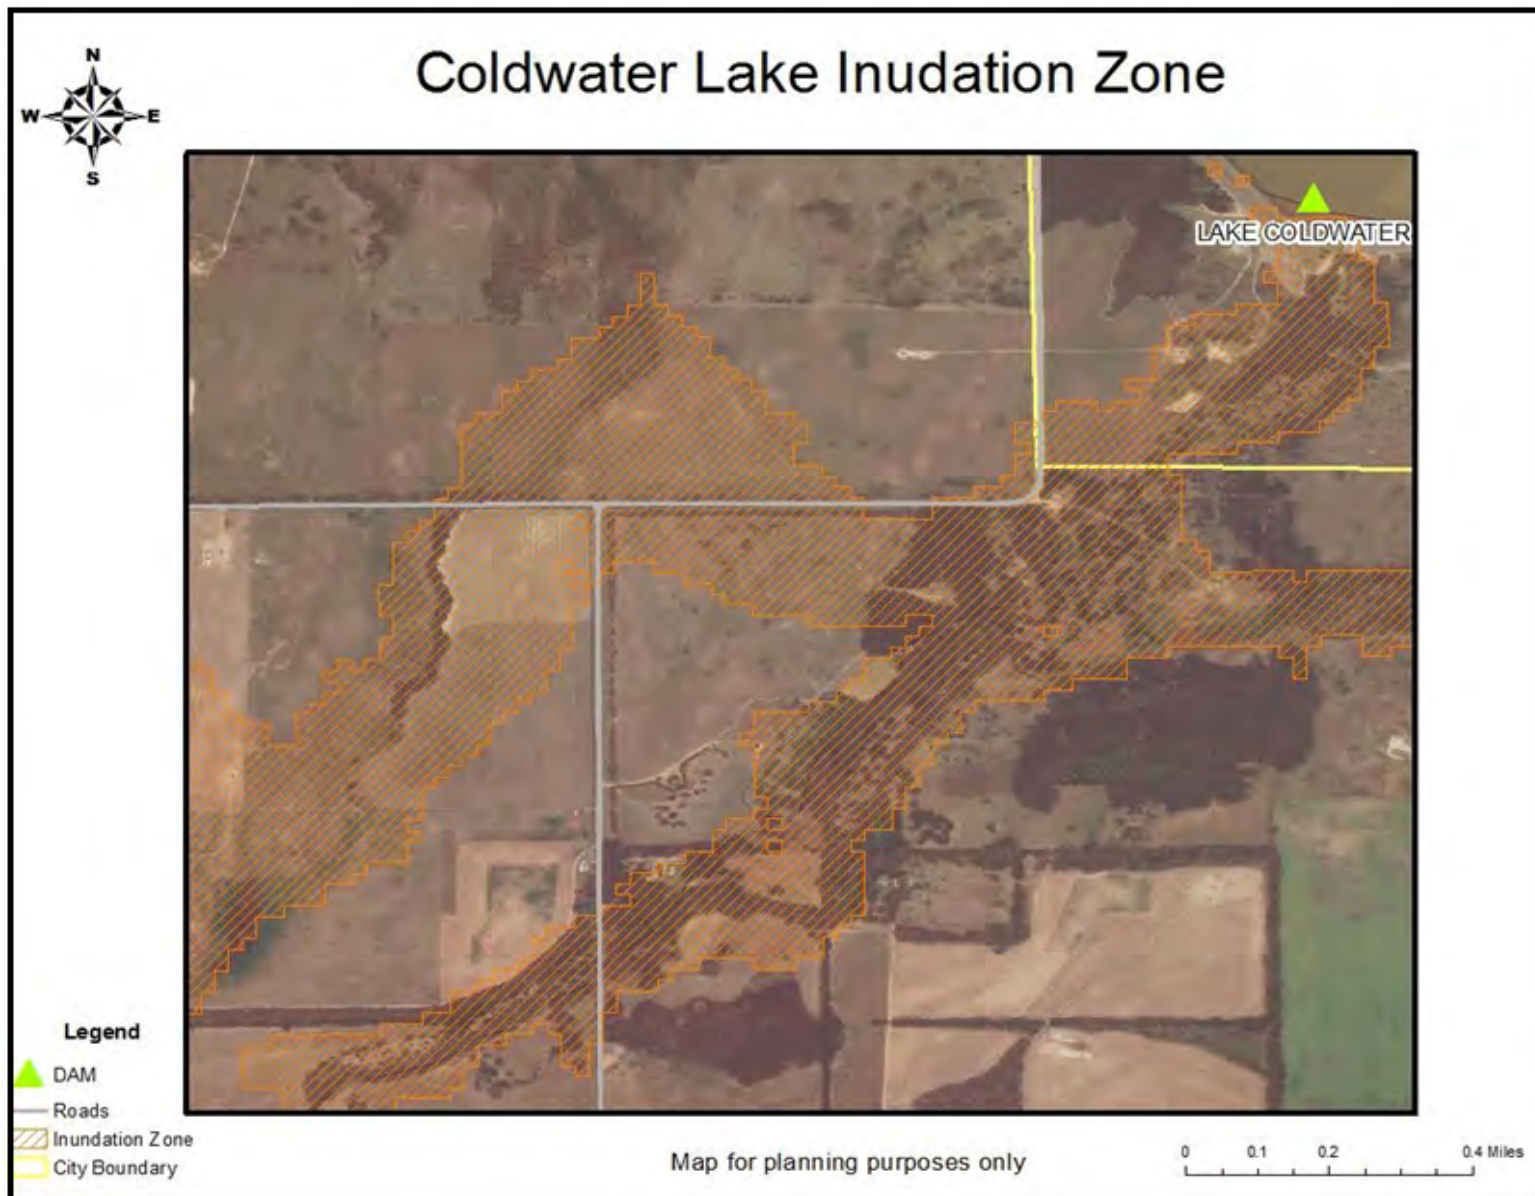 N
Coldwater Lake Inudation Zone
W E
S
LAKE COLDWATER
Legend
DAM
Roads
Inundation Zone
City Boundary
Map for planning purposes only
0 0.1 0.2 0.4 Miles